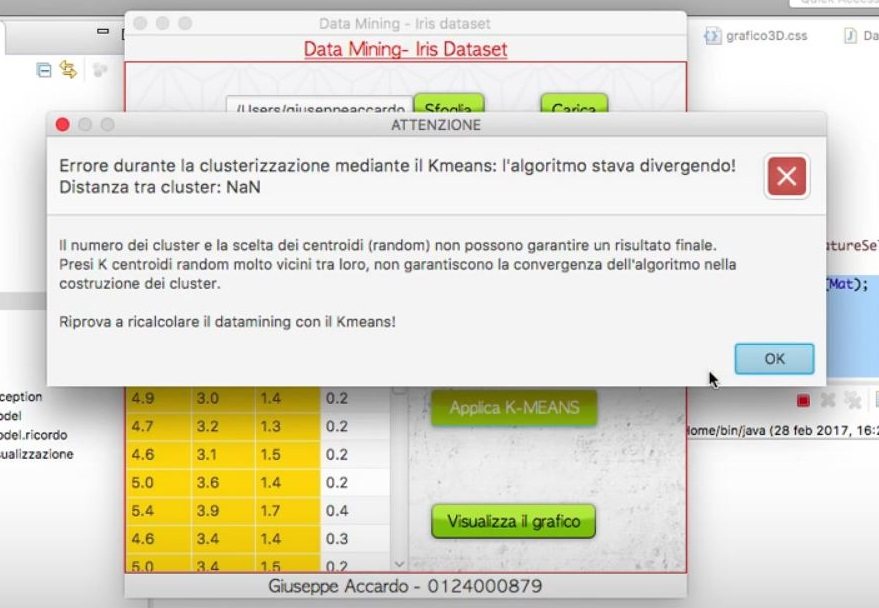 Data Mining - Iris dataset
Data Mining- Iris Dataset
grafico3D.css
/Users/giuseppeaccardo
Sfoglia
Carica
ATTENZIONE
Errore durante la clusterizzazione mediante il Kmeans: l'algoritmo stava divergendo!
Distanza tra cluster: NaN
Il numero dei cluster e la scelta dei centroidi (random) non possono garantire un risultato finale.
Presi K centroidi random molto vicini tra loro, non garantiscono la convergenza dell'algoritmo nella
costruzione dei cluster.
Riprova a ricalcolare il datamining con il Kmeans!
OK
Mat);
4.9 3.0 1.4 0.2
4.7 3.2 1.3 0.2
4.6 3.1 1.5 0.2
5.0 3.6 1.4 0.2
5.4 3.9 1.7 0.4
4.6 3.4 1.4 0.3
5.0 3.4 1.5 0.2
Applica K-MEANS
Visualizza il grafico
ception
odel
odel.ricordo
sualizzazione
ome/bin/java (28 feb 2017, 16:2
Giuseppe Accardo - 0124000879